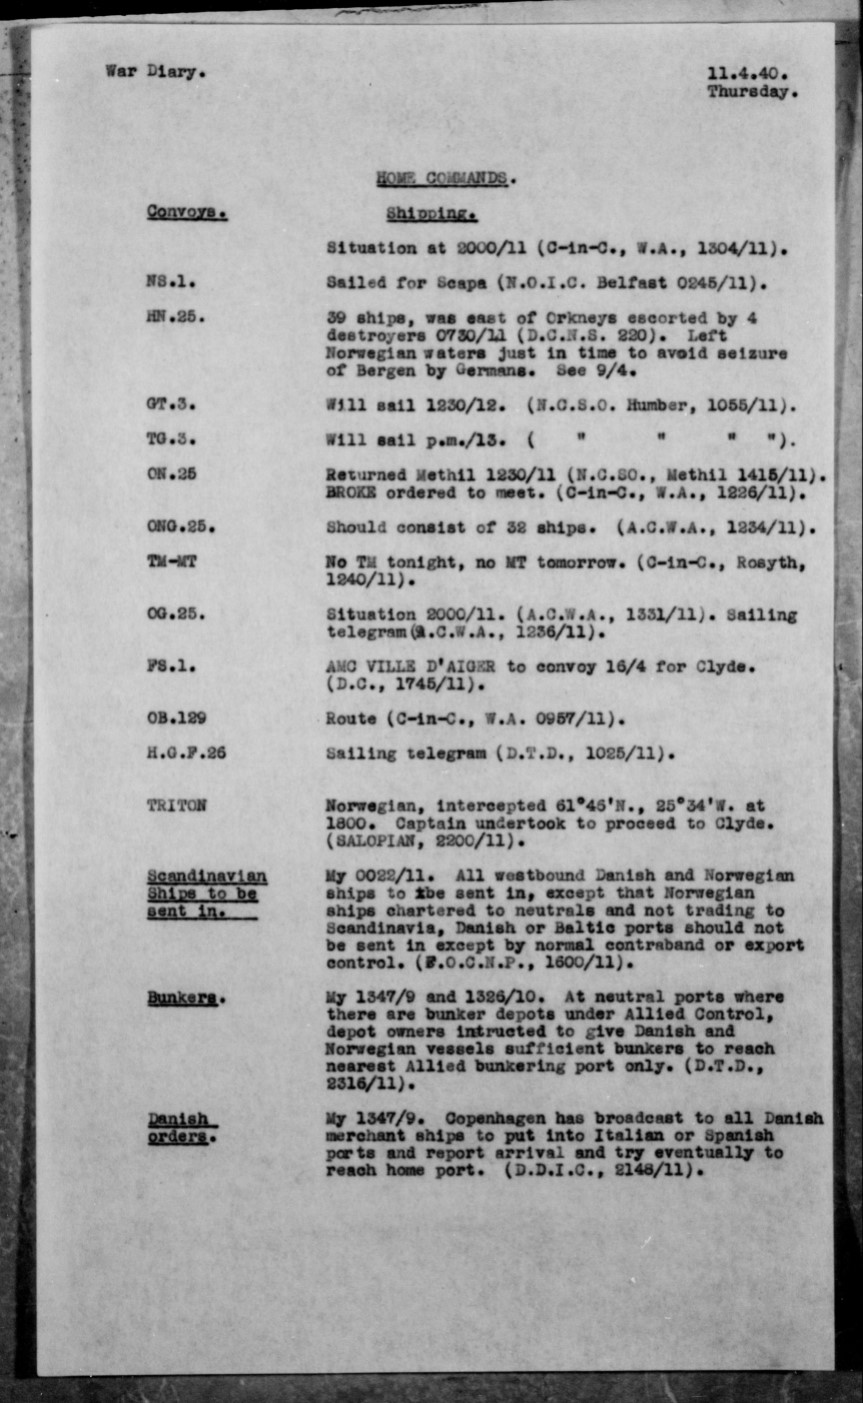 War Diary. 11.4.40.
Thursday.
HOME COMMANDS.
Convoys. Shipping.
Situation at 2000/11 (C-in-C., W.A., 1304/11).
NS.1. Sailed for Scapa (N.O.I.C. Belfast 0245/11).
HN.25. 39 ships, was east of Orkneys escorted by 4
destroyers 0730/11 (D.C.N.S. 220). Left
Norwegian waters just in time to avoid seizure
of Bergen by Germans. See 9/4.
GT.3. Will sail 1230/12. (N.C.S.O. Humber, 1055/11).
TG.3. Will sail p.m./13. ( " " " ").
ON.25 Returned Methil 1230/11 (N.C.SO., Methil 1415/11).
BROKE ordered to meet. (C-in-C., W.A., 1226/11).
ONG.25. Should consist of 32 ships. (A.C.W.A., 1234/11).
TM-MT No TM tonight, no MT tomorrow. (C-in-C., Rosyth,
1240/11).
OG.25. Situation 2000/11. (A.C.W.A., 1331/11). Sailing
telegram(A.C.W.A., 1236/11).
FS.1. AMC VILLE D'AIGER to convoy 16/4 for Clyde.
(D.C., 1745/11).
OB.129 Route (C-in-C., W.A. 0957/11).
H.G.F.26 Sailing telegram (D.T.D., 1025/11).
TRITON Norwegian, intercepted 61°46'N., 25°34'W. at
1800. Captain undertook to proceed to Clyde.
(SALOPIAN, 2200/11).
Scandinavian My 0022/11. All westbound Danish and Norwegian
Ships to be ships to be sent in, except that Norwegian
sent in. ships chartered to neutrals and not trading to
Scandinavia, Danish or Baltic ports should not
be sent in except by normal contraband or export
control. (F.O.C.N.P., 1600/11).
Bunkers. My 1347/9 and 1326/10. At neutral ports where
there are bunker depots under Allied Control,
depot owners intructed to give Danish and
Norwegian vessels sufficient bunkers to reach
nearest Allied bunkering port only. (D.T.D.,
2316/11).
Danish My 1347/9. Copenhagen has broadcast to all Danish
orders. merchant ships to put into Italian or Spanish
ports and report arrival and try eventually to
reach home port. (D.D.I.C., 2148/11).